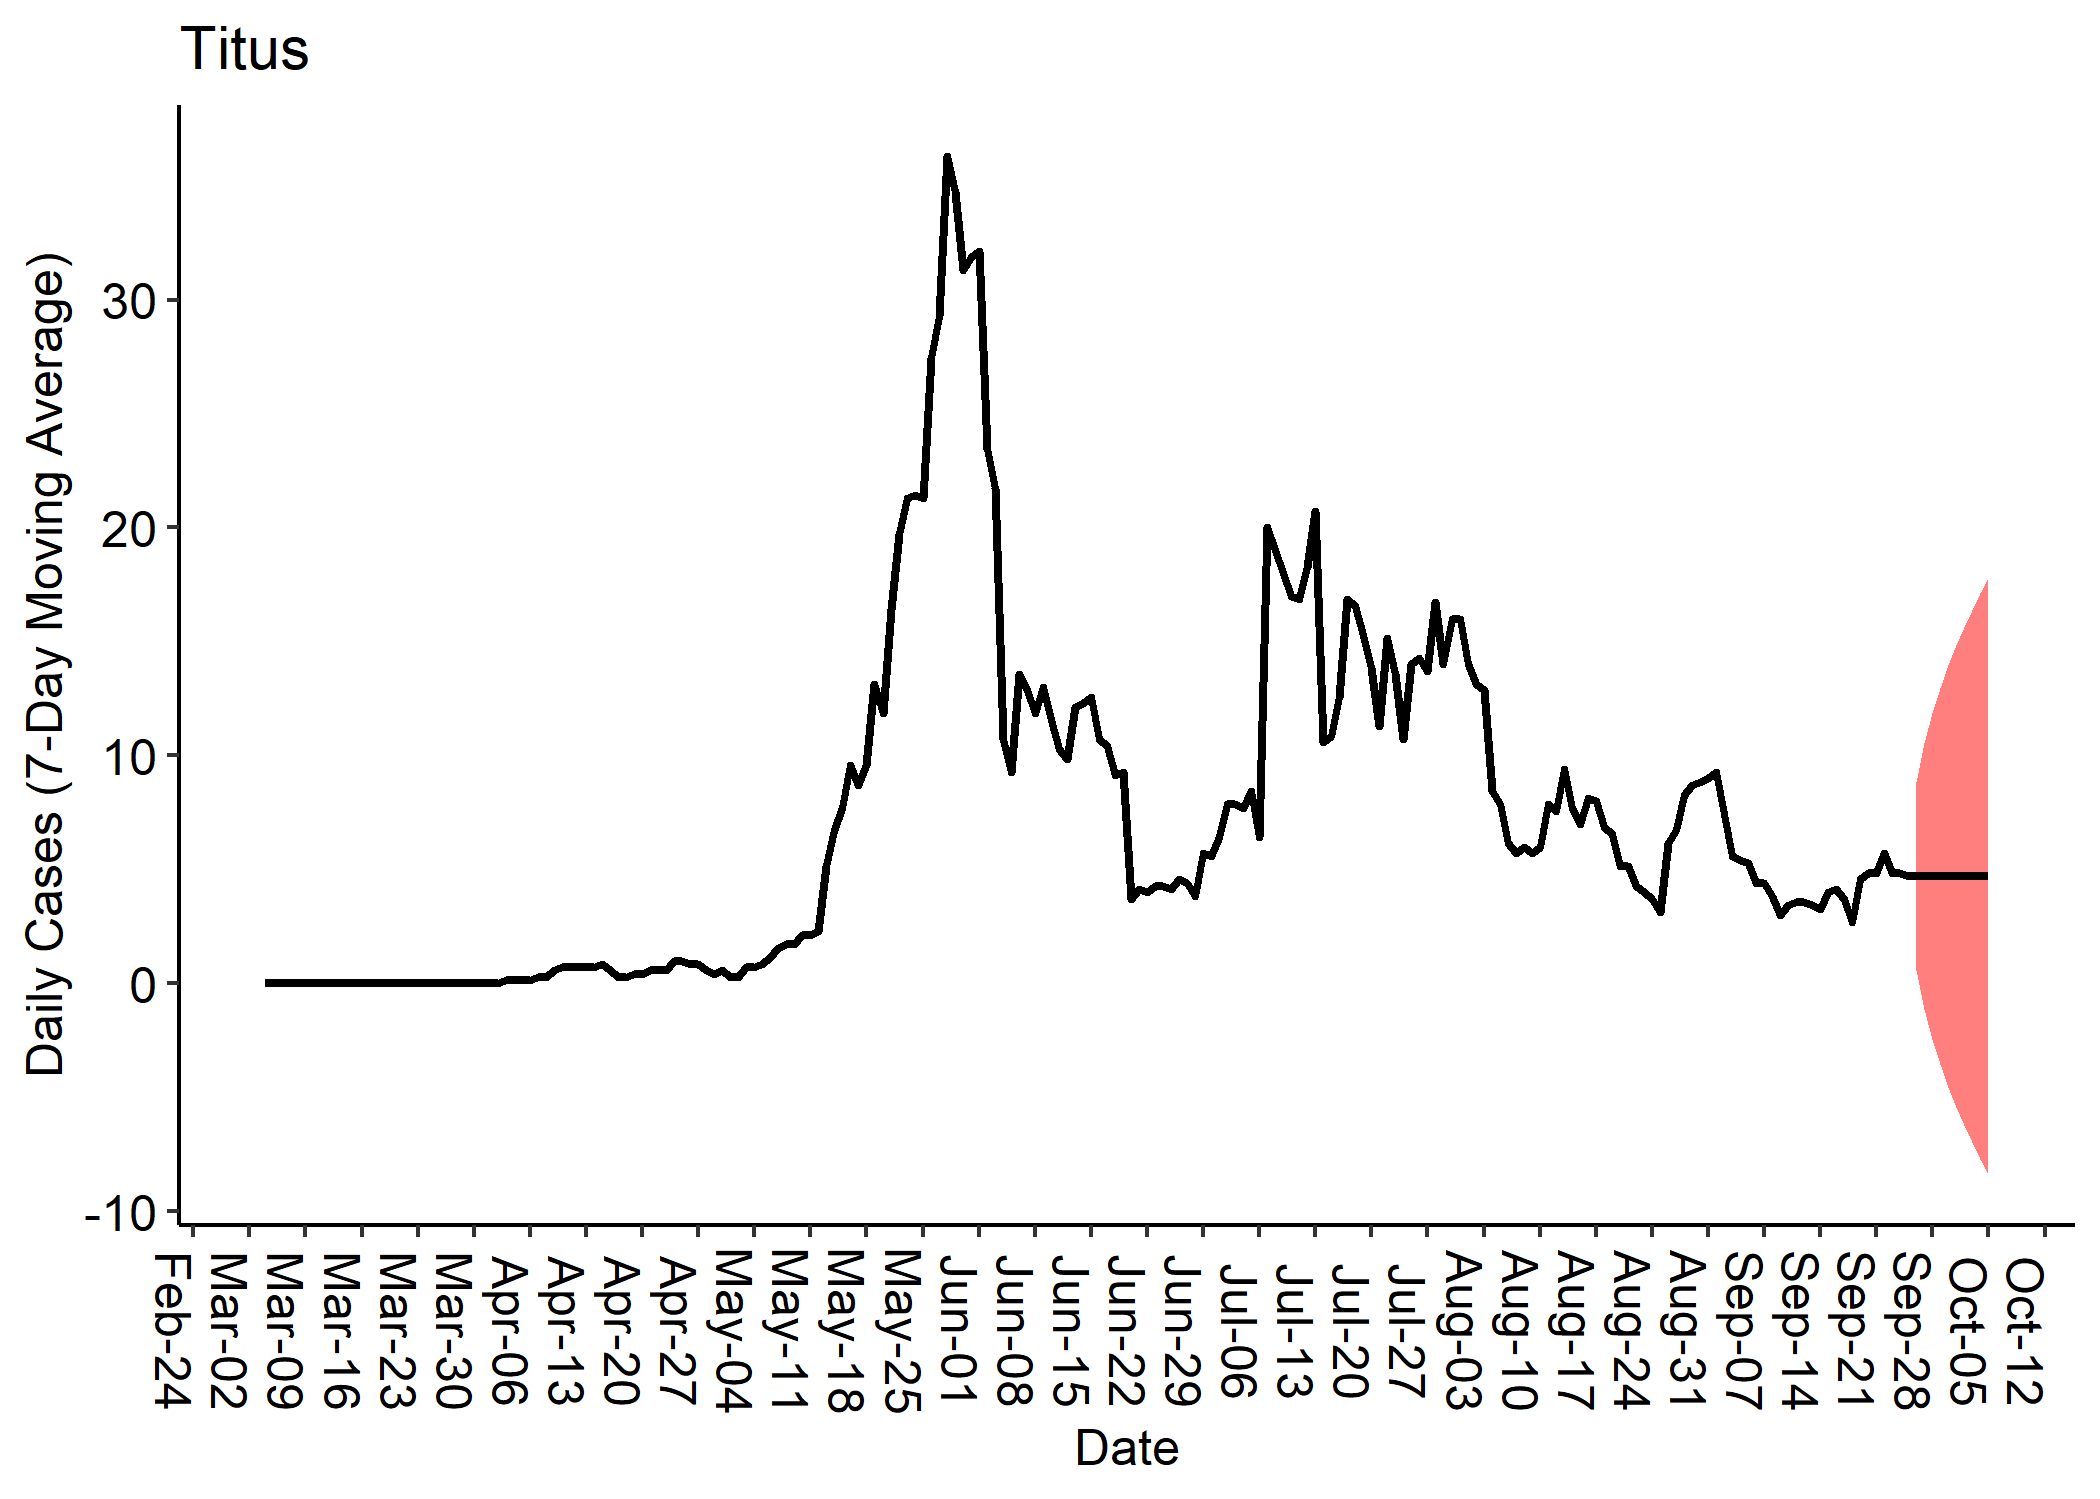 Titus
Daily Cases (7-Day Moving Average)
30
20
10
0
-10
Feb-24
Mar-02
Mar-09
Mar-16
Mar-23
Mar-30
Apr-06
Apr-13
Apr-20
Apr-27
May-04
May-11
May-18
May-25
Jun-01
Jun-08
Jun-15
Jun-22
Jun-29
Jul-06
Jul-13
Jul-20
Jul-27
Aug-03
Aug-10
Aug-17
Aug-24
Aug-31
Sep-07
Sep-14
Sep-21
Sep-28
Oct-05
Oct-12
Date